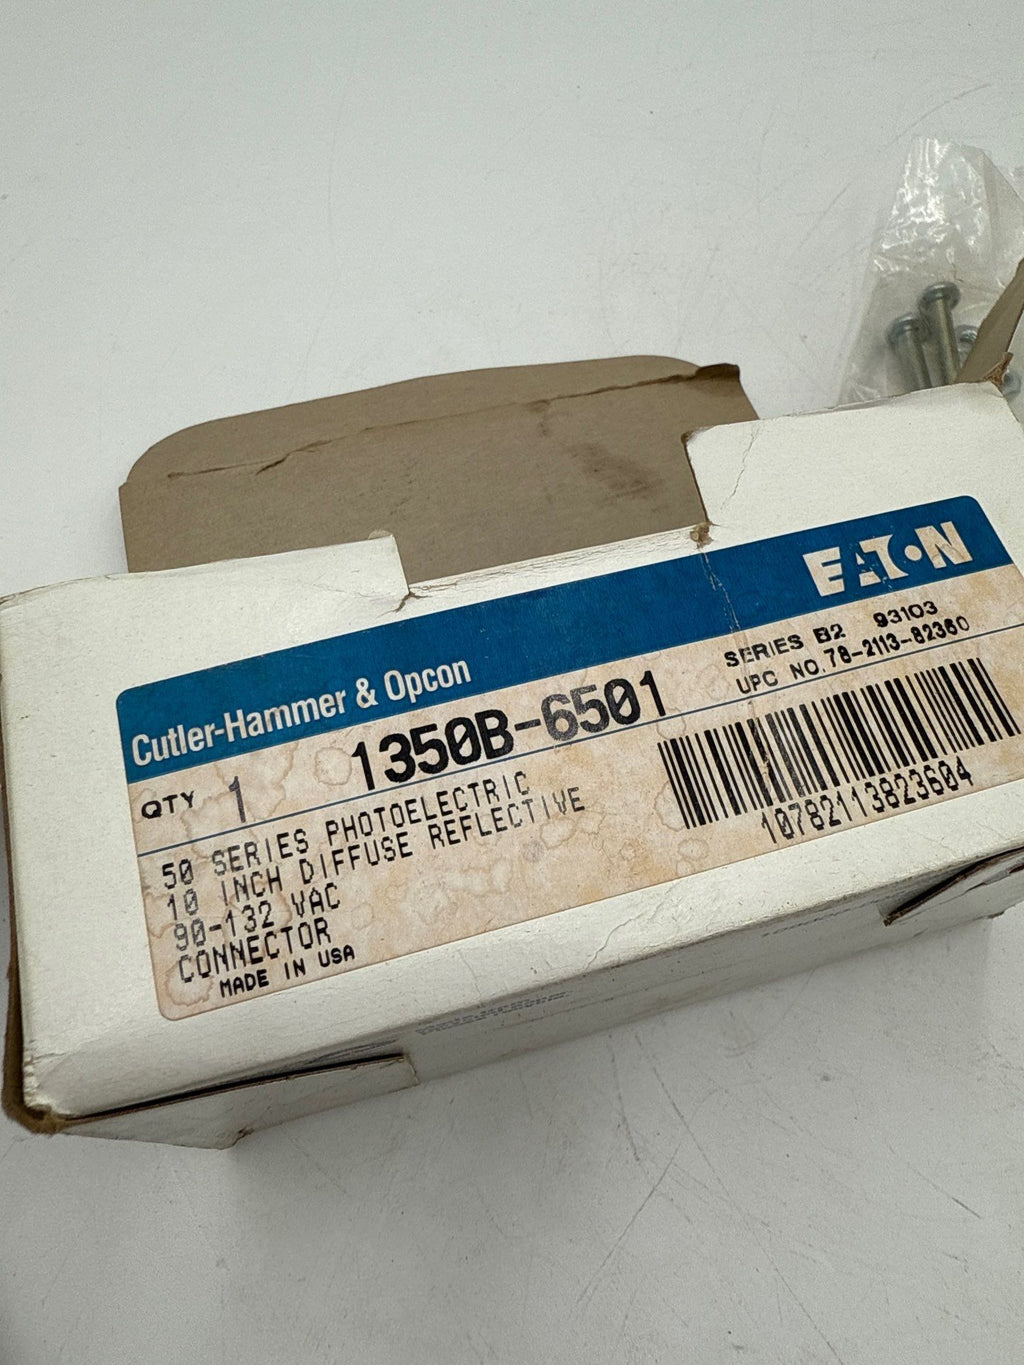 EATON
Cutler-Hammer & Opcon
SERIES B2 93103
UPC NO. 78-2113-82360
QTY 1
1350B-6501
50 SERIES PHOTOELECTRIC
10 INCH DIFFUSE REFLECTIVE
90-132 VAC
CONNECTOR
MADE IN USA
10782113823604